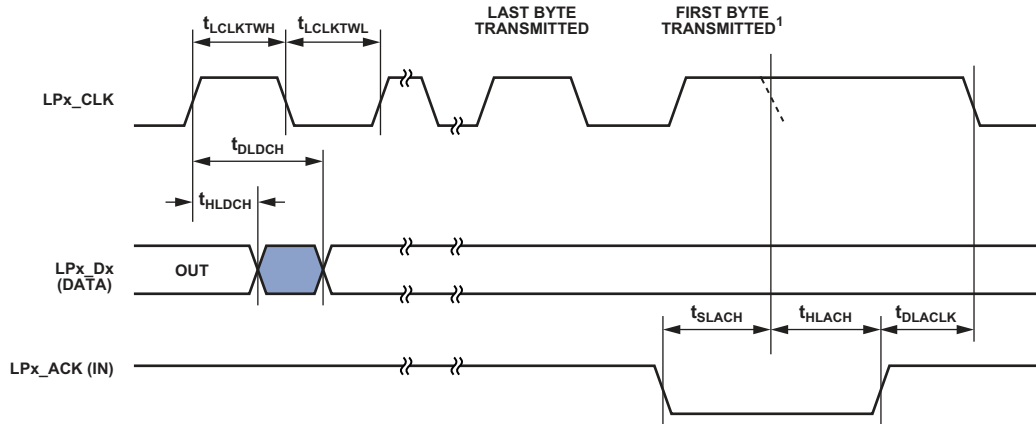 LAST BYTE
TRANSMITTED
FIRST BYTE
TRANSMITTED1
tLCLKTWH
tLCLKTWL
LPx_CLK
tDLDCH
tHLDCH
LPx_Dx
(DATA)
OUT
tSLACH
tHLACH
tDLACLK
LPx_ACK (IN)